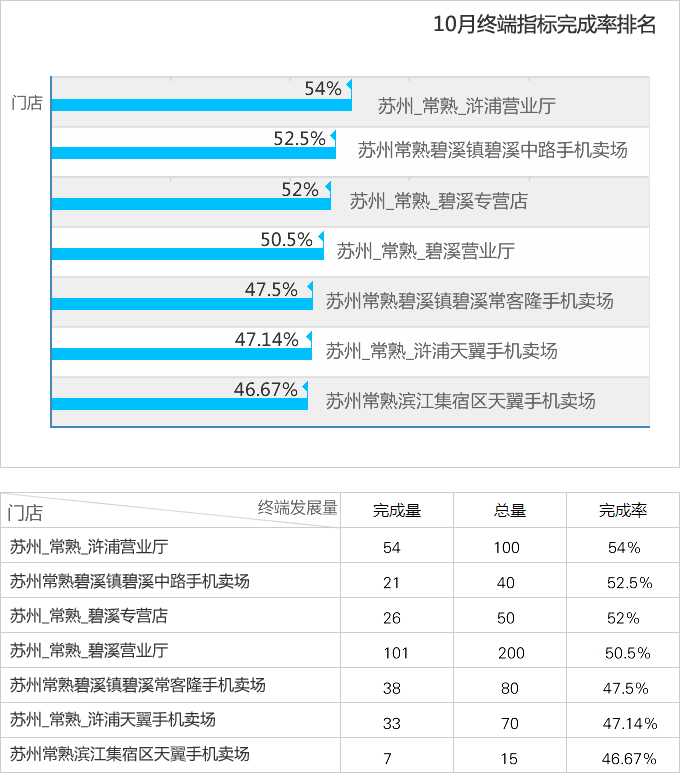 10月终端指标完成率排名
门店
54%
苏州_常熟_浒浦营业厅
52.5%
苏州常熟碧溪镇碧溪中路手机卖场
52%
苏州_常熟_碧溪专营店
50.5%
苏州_常熟_碧溪营业厅
47.5%
苏州常熟碧溪镇碧溪常客隆手机卖场
47.14%
苏州_常熟_浒浦天翼手机卖场
46.67%
苏州常熟滨江集宿区天翼手机卖场
门店 终端发展量 完成量 总量 完成率
苏州_常熟_浒浦营业厅 54 100 54%
苏州常熟碧溪镇碧溪中路手机卖场 21 40 52.5%
苏州_常熟_碧溪专营店 26 50 52%
苏州_常熟_碧溪营业厅 101 200 50.5%
苏州常熟碧溪镇碧溪常客隆手机卖场 38 80 47.5%
苏州_常熟_浒浦天翼手机卖场 33 70 47.14%
苏州常熟滨江集宿区天翼手机卖场 7 15 46.67%